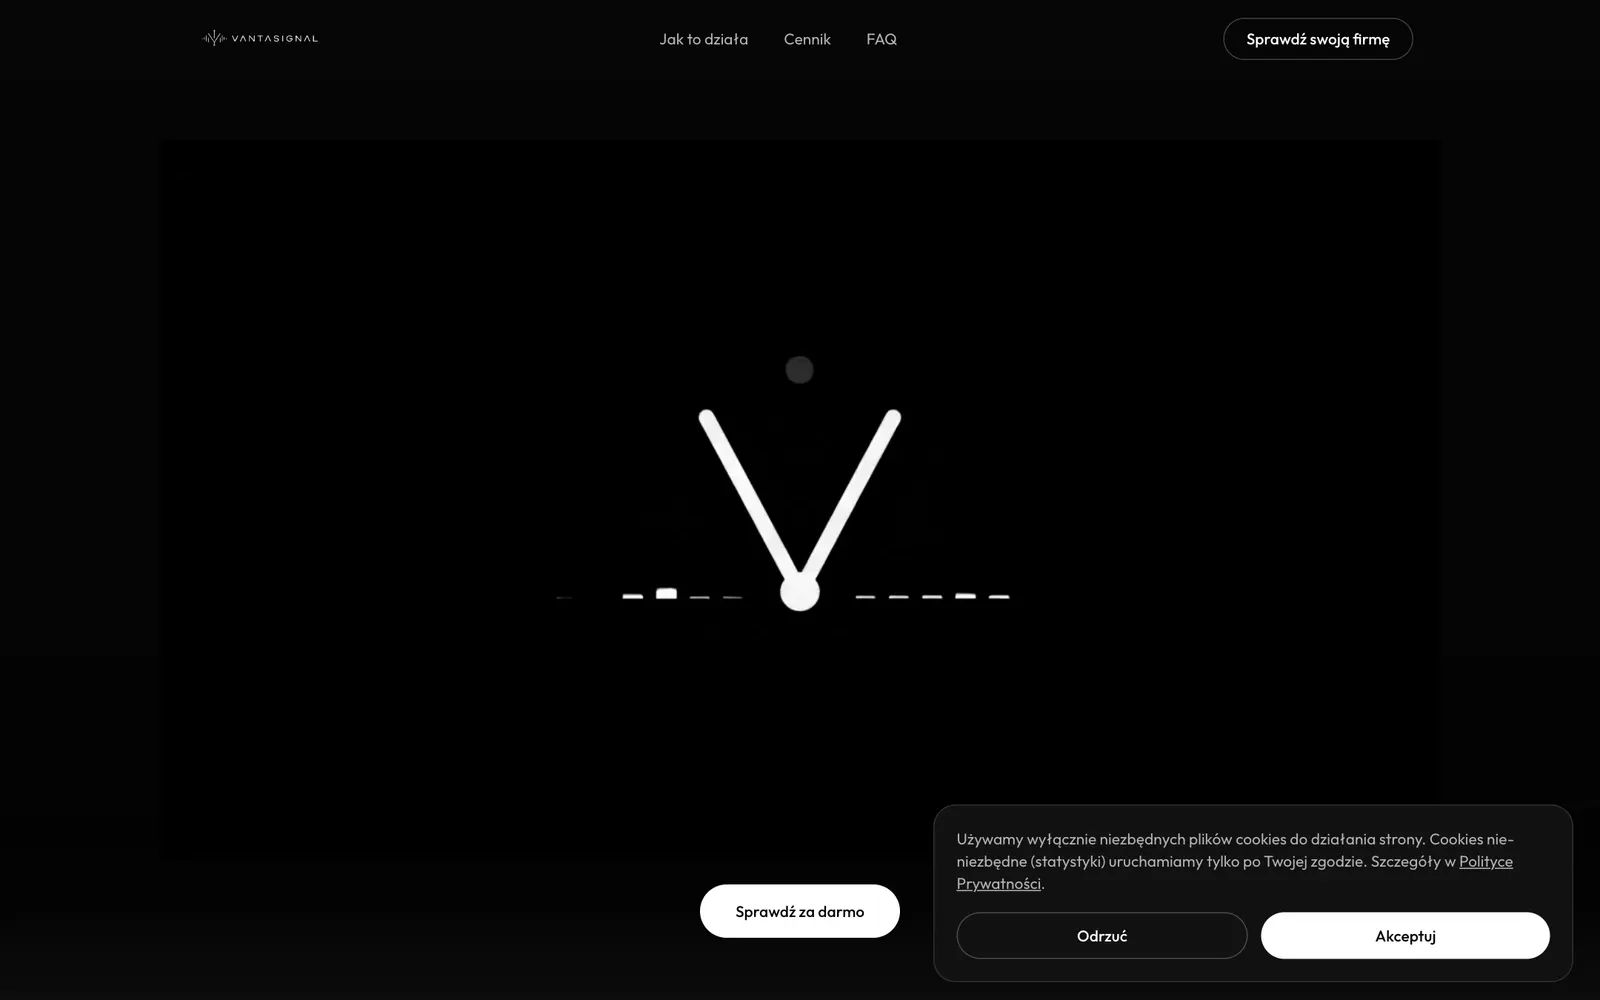 VANTASIGNAL
Jak to działa
Cennik
FAQ
Sprawdź swoją firmę
Sprawdź za darmo
Używamy wyłącznie niezbędnych plików cookies do działania strony. Cookies nie-
niezbędne (statystyki) uruchamiamy tylko po Twojej zgodzie. Szczegóły w Polityce
Prywatności.
Odrzuć
Akceptuj